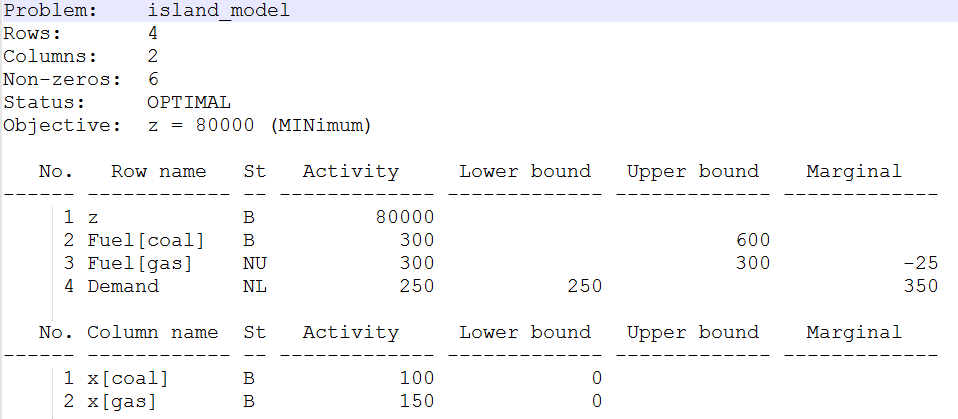 Problem:    island_model
Rows:       4
Columns:    2
Non-zeros:  6
Status:     OPTIMAL
Objective:  z = 80000 (MINimum)
   No.   Row name   St   Activity     Lower bound   Upper bound    Marginal
------ ------------ -- ------------- ------------- ------------- -------------
     1 z            B          80000
     2 Fuel[coal]   B            300                         600
     3 Fuel[gas]    NU           300                         300           -25
     4 Demand       NL           250           250                         350
   No. Column name  St   Activity     Lower bound   Upper bound    Marginal
------ ------------ -- ------------- ------------- ------------- -------------
     1 x[coal]      B            100             0
     2 x[gas]       B            150             0